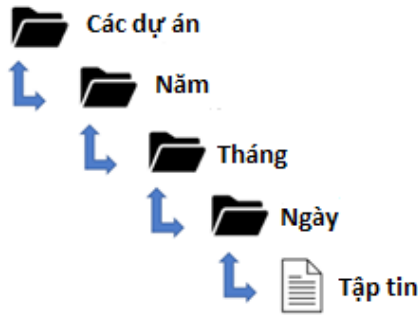 Các dự án
Năm
Tháng
Ngày
Tập tin